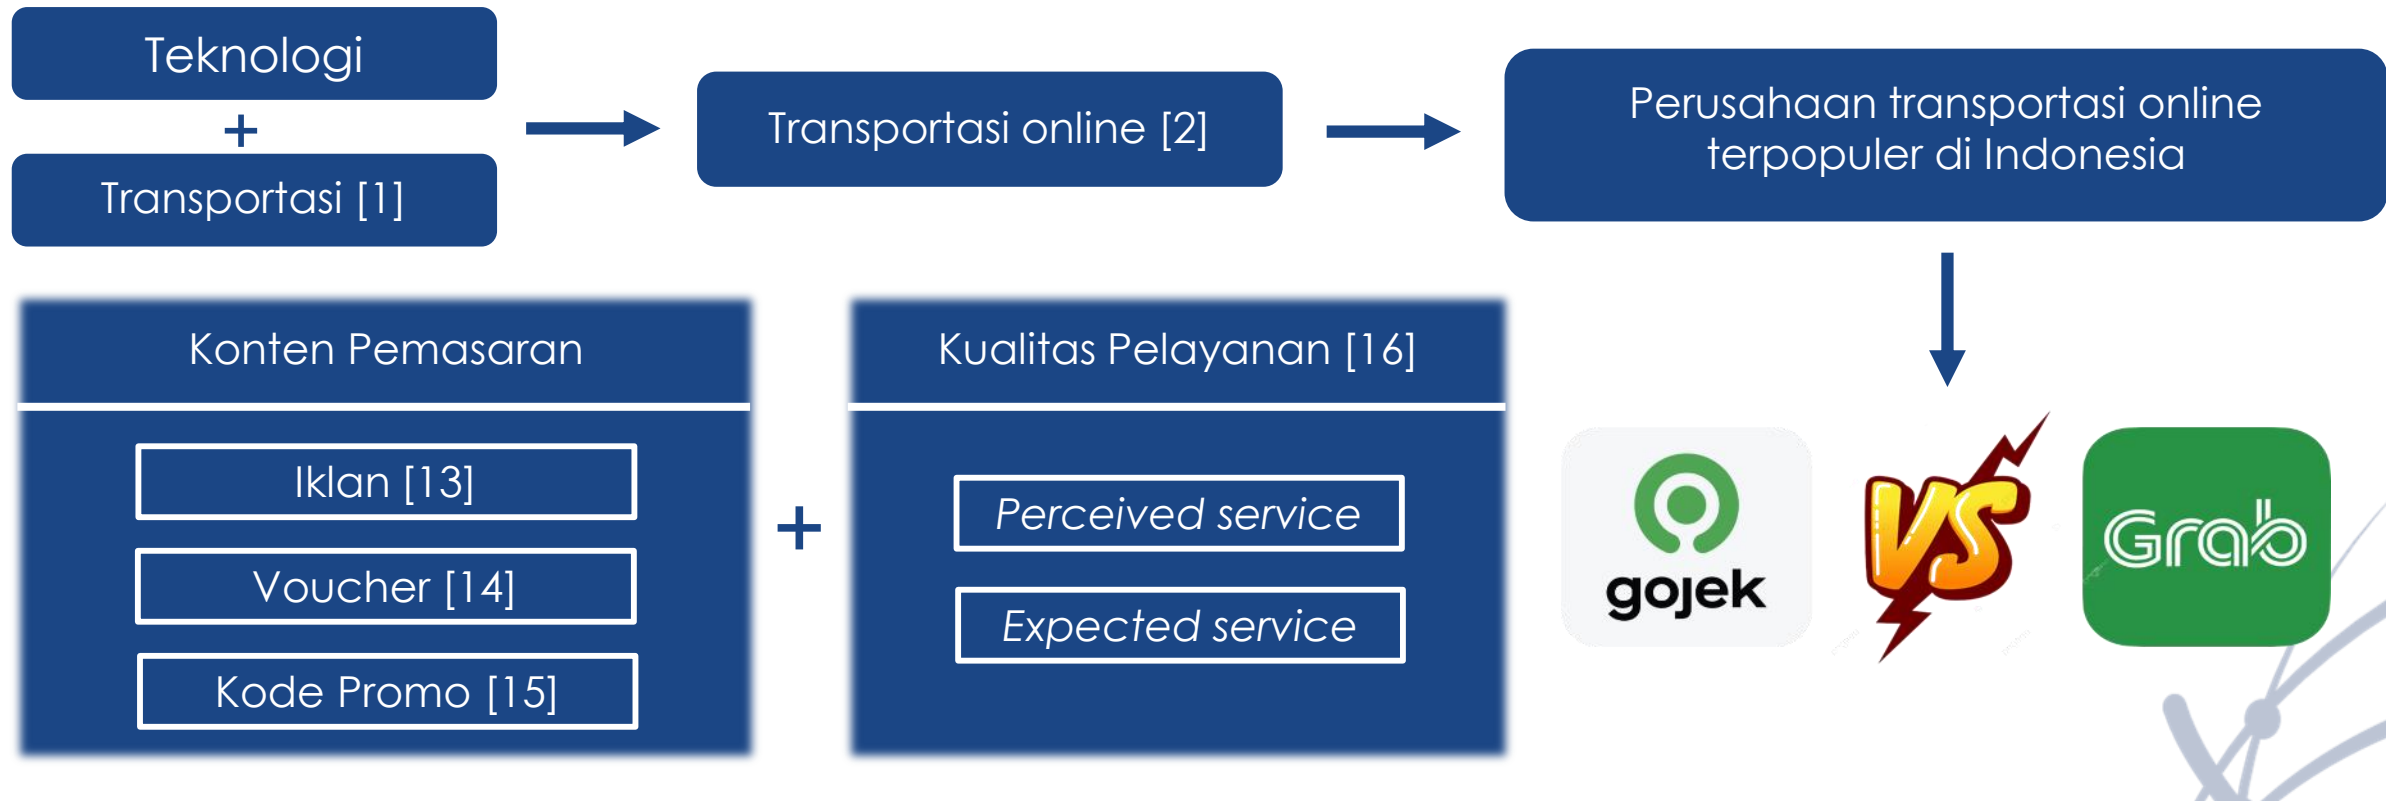 Teknologi
+
Transportasi [1]
Transportasi online [2]
Perusahaan transportasi online
terpopuler di Indonesia
Konten Pemasaran
Iklan [13]
Voucher [14]
Kode Promo [15]
+
Kualitas Pelayanan [16]
Perceived service
Expected service
gojek
VS
Grab